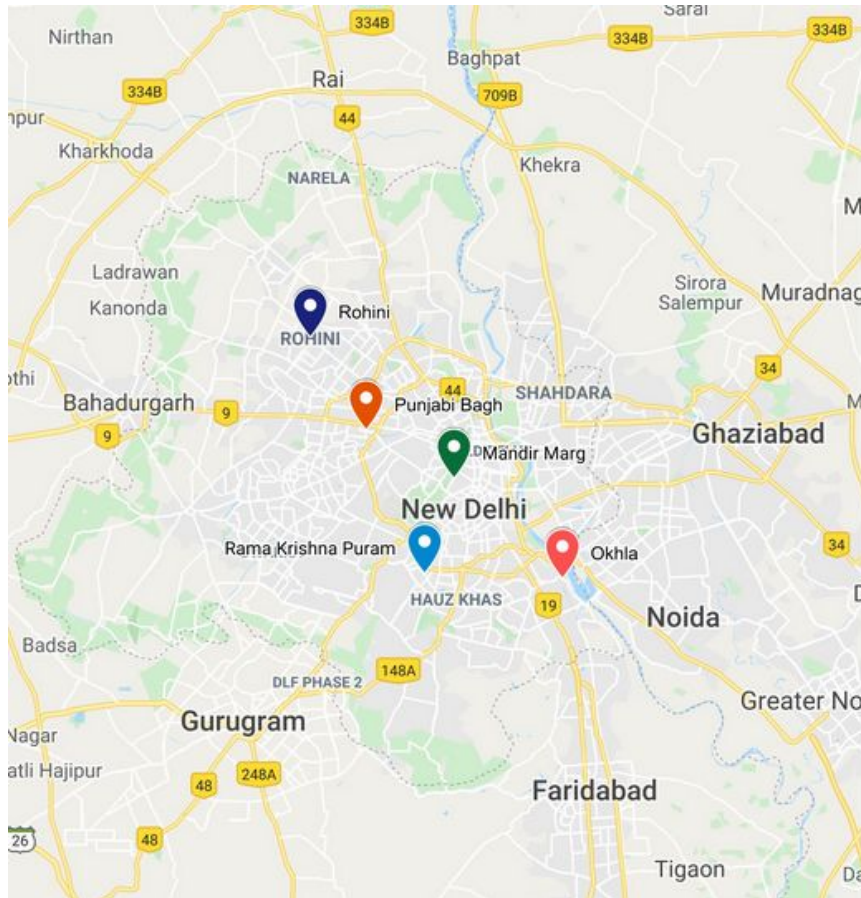 Sarai
334B
Nirthan
334B
334B
Baghpat
Rai
334B
709B
npur
44
Kharkhoda
Khekra
NARELA
M
Ladrawan
Sirora
Salempur
Kanonda
Muradnag
Rohini
ROHINI
34
othi
44
SHAHDARA
Bahadurgarh
9
Punjabi Bagh
M
9
Ghaziabad
Mandir Marg
New Delhi
34
Rama Krishna Puram
Okhla
HAUZ KHAS
19
Noida
Badsa
148A
DLF PHASE 2
Greater No
Gurugram
Nagar
atli Hajipur
248A
48
Faridabad
48
26
Tigaon
Da